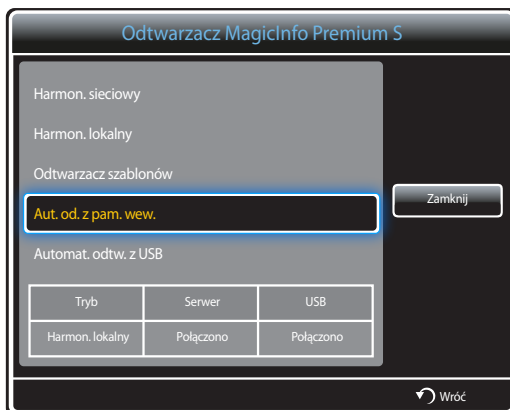 Odtwarzacz MagicInfo Premium S
Harmon. sieciowy
Harmon. lokalny
Odtwarzacz szablonów
Aut. od. z pam. wew.
Automat. odtw. z USB
Zamknij
Tryb Serwer USB
Harmon. lokalny Połączono Połączono
Wróć